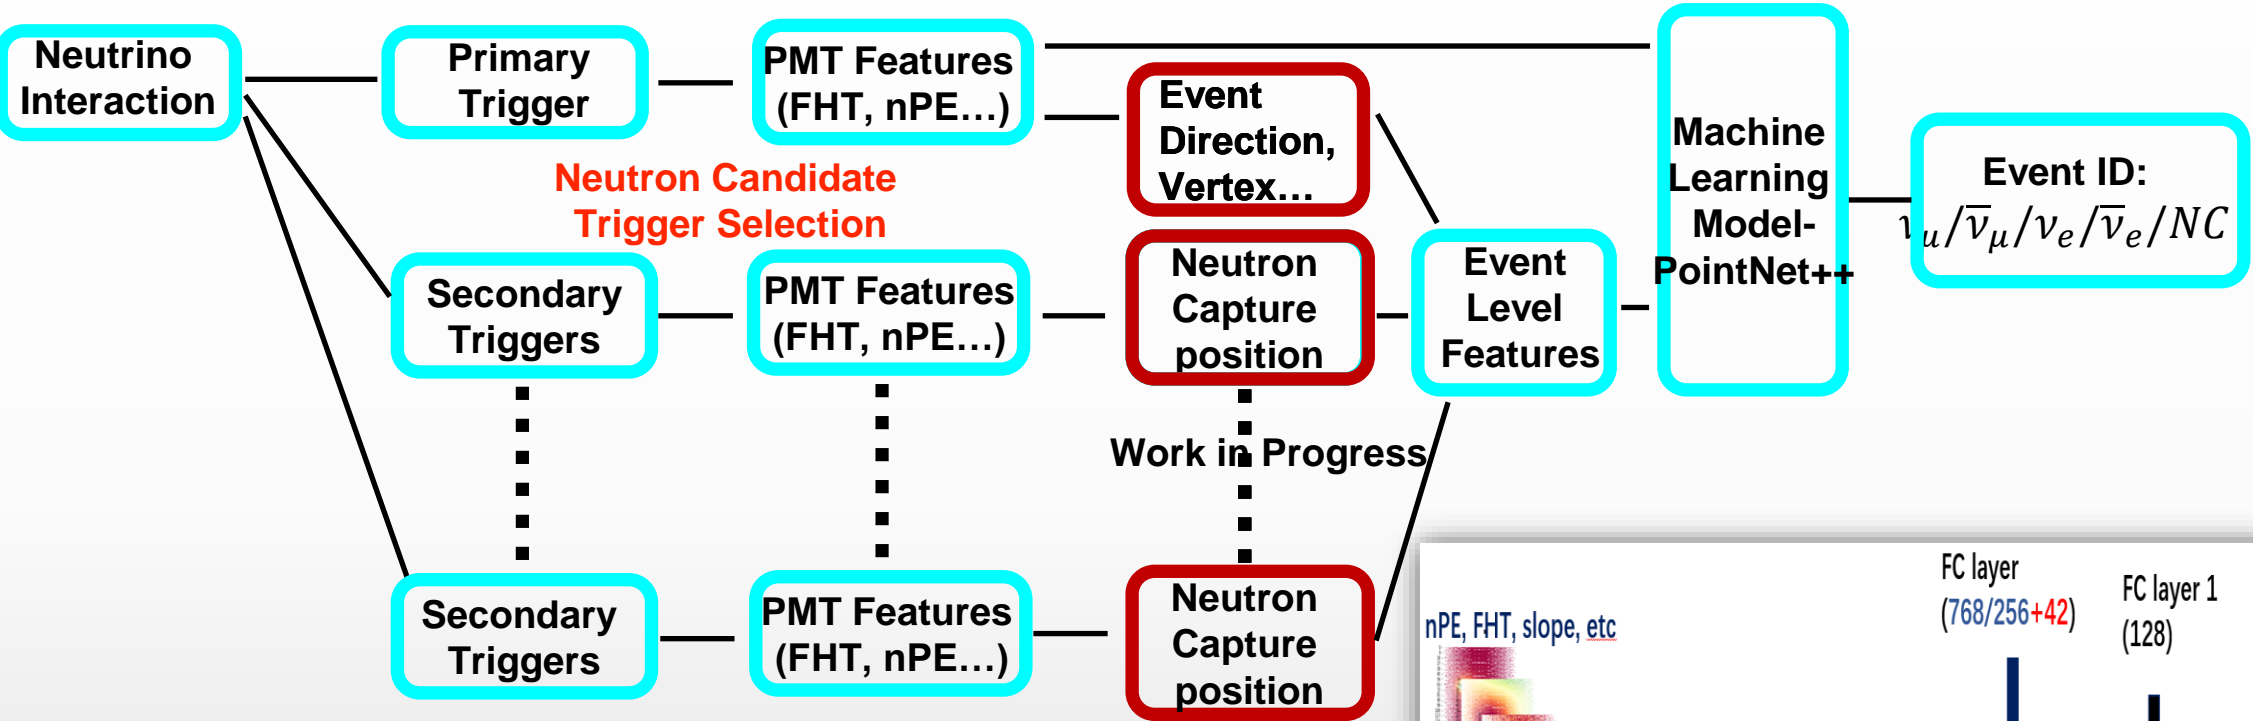 Neutrino
Interaction
Primary
Trigger
PMT Features
(FHT, nPE...)
Event
Direction,
Vertex...
Machine
Learning
Model-
PointNet++
Event ID:
ν_μ/ν̅_μ/ν_e/ν̅_e/NC
Neutron Candidate
Trigger Selection
Secondary
Triggers
PMT Features
(FHT, nPE...)
Neutron
Capture
position
Event
Level
Features
Work in Progress
Secondary
Triggers
PMT Features
(FHT, nPE...)
Neutron
Capture
position
nPE, FHT, slope, etc
FC layer
(768/256+42)
FC layer 1
(128)